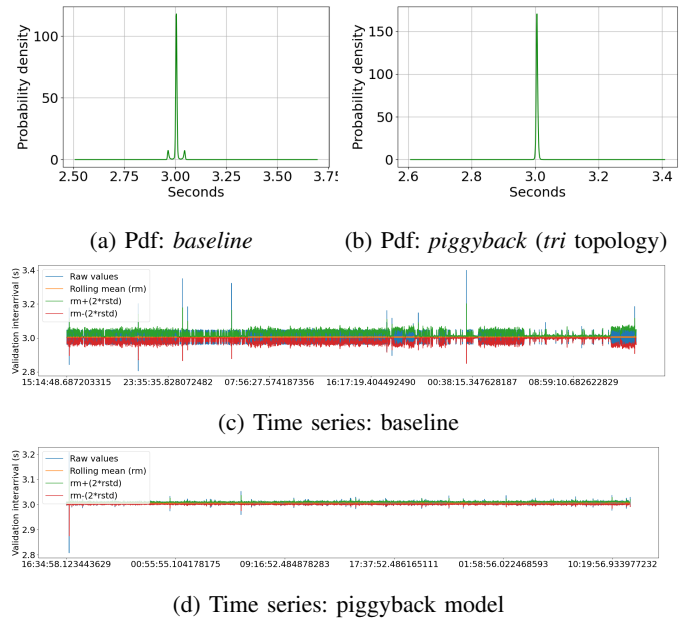 Probability density
100
50
0
2.50 2.75 3.00 3.25 3.50 3.75
Seconds
(a) Pdf: baseline
Probability density
150
100
50
0
2.6 2.8 3.0 3.2 3.4
Seconds
(b) Pdf: piggyback (tri topology)
Validation interarrival (s)
3.4
3.2
3.0
2.8
Raw values
Rolling mean (rm)
rm+(2*rstd)
rm-(2*rstd)
15:14:48.687203315 23:35:35.828072482 07:56:27.574187356 16:17:19.404492490 00:38:15.347628187 08:59:10.682622829
(c) Time series: baseline
Validation interarrival (s)
3.2
3.1
3.0
2.9
2.8
Raw values
Rolling mean (rm)
rm+(2*rstd)
rm-(2*rstd)
16:34:58.123443629 00:55:55.104178175 09:16:52.484878283 17:37:52.486165111 01:58:56.022468593 10:19:56.933977232
(d) Time series: piggyback model